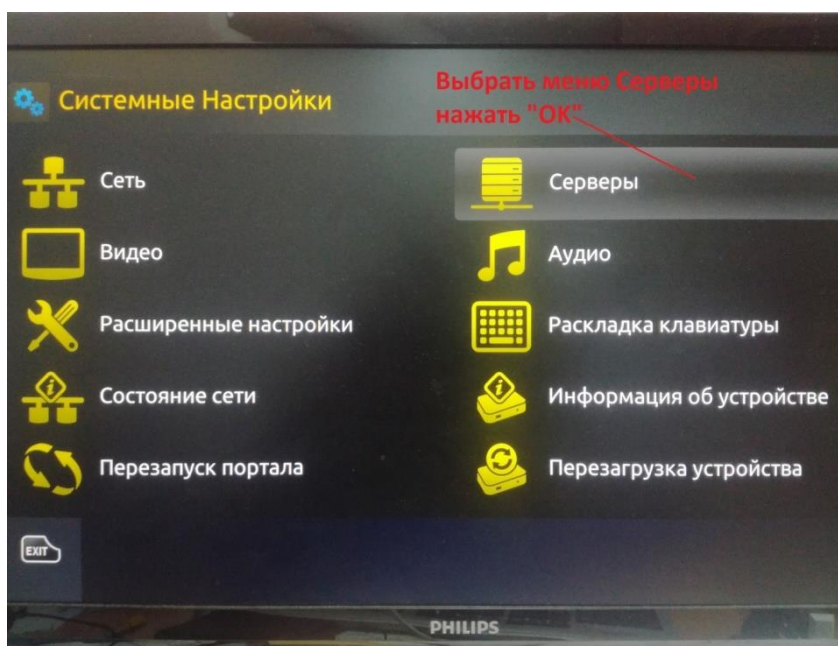 Системные Настройки
Выбрать меню Серверы
нажать "ОК"
Сеть
Серверы
Видео
Аудио
Расширенные настройки
Раскладка клавиатуры
Состояние сети
Информация об устройстве
Перезапуск портала
Перезагрузка устройства
EXIT
PHILIPS